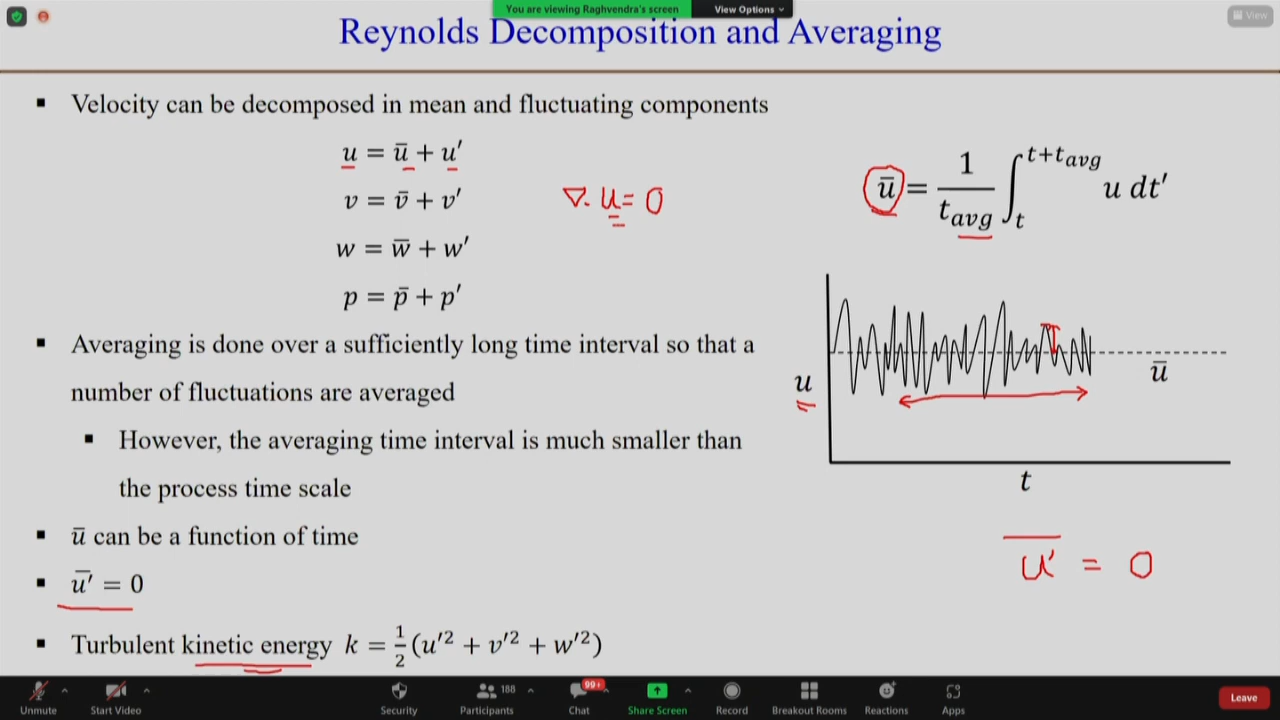 You are viewing Raghvendra's screen View Options
View
Reynolds Decomposition and Averaging
▪ Velocity can be decomposed in mean and fluctuating components
u = ū + u′
v = v̄ + v′
w = w̄ + w′
p = p̄ + p′
∇. u = 0
ū = 1/t_avg ∫_t^{t+t_avg} u dt′
▪ Averaging is done over a sufficiently long time interval so that a
number of fluctuations are averaged
▪ However, the averaging time interval is much smaller than
the process time scale
▪ ū can be a function of time
▪ u̅′ = 0
▪ Turbulent kinetic energy k = 1/2 (u′² + v′² + w′²)
u
ū
t
u̅′ = 0
Unmute Start Video Security Participants 188 Chat 99+ Share Screen Record Breakout Rooms Reactions Apps Leave